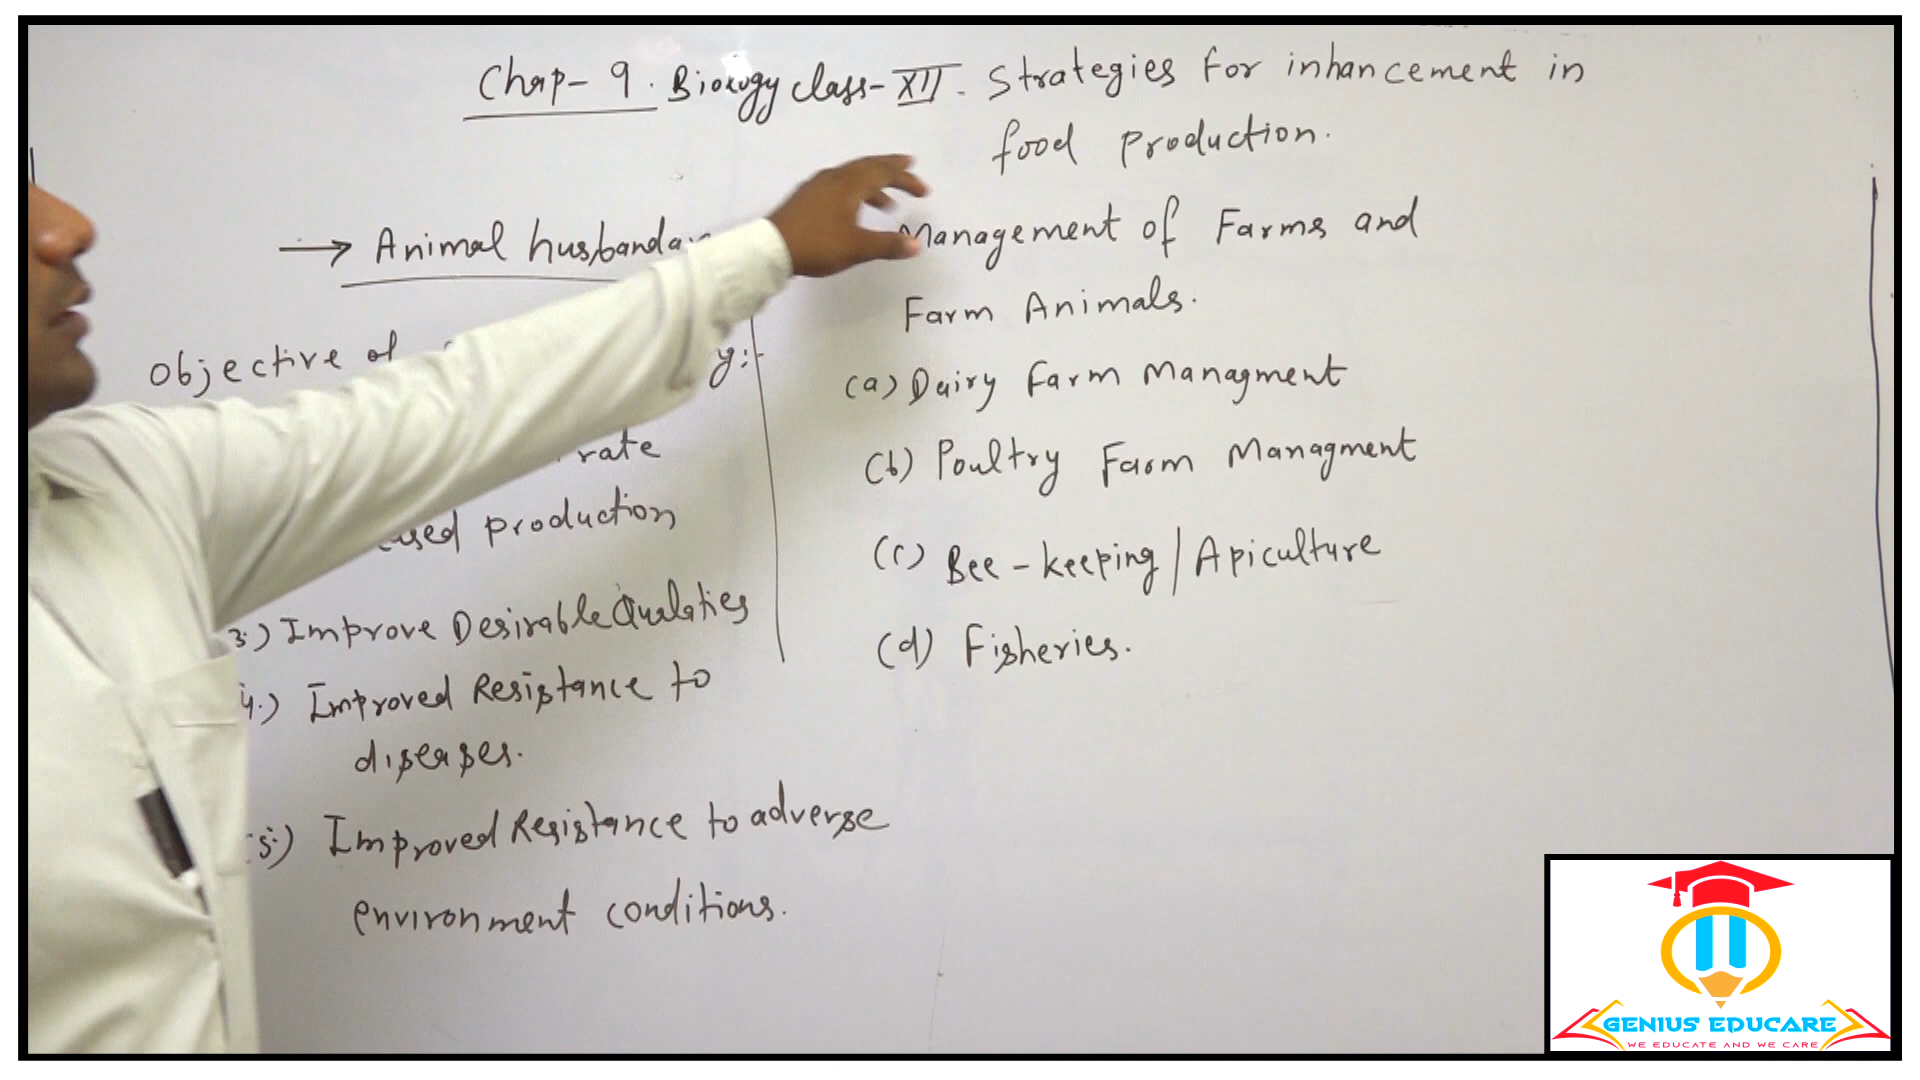 Chap- 9. Biology class- XII. Strategies for inhancement in
food production.
→ Animal husbanda
Objective of y:-
rate
used production
3.) Improve Desirable Qualities
4.) Improved Resistance to
diseases.
5.) Improved Resistance to adverse
environment conditions.
Management of Farms and
Farm Animals.
(a) Dairy Farm Managment
(b) Poultry Farm Managment
(c) Bee-keeping/Apiculture
(d) Fisheries.
GENIUS EDUCARE
WE EDUCATE AND WE CARE